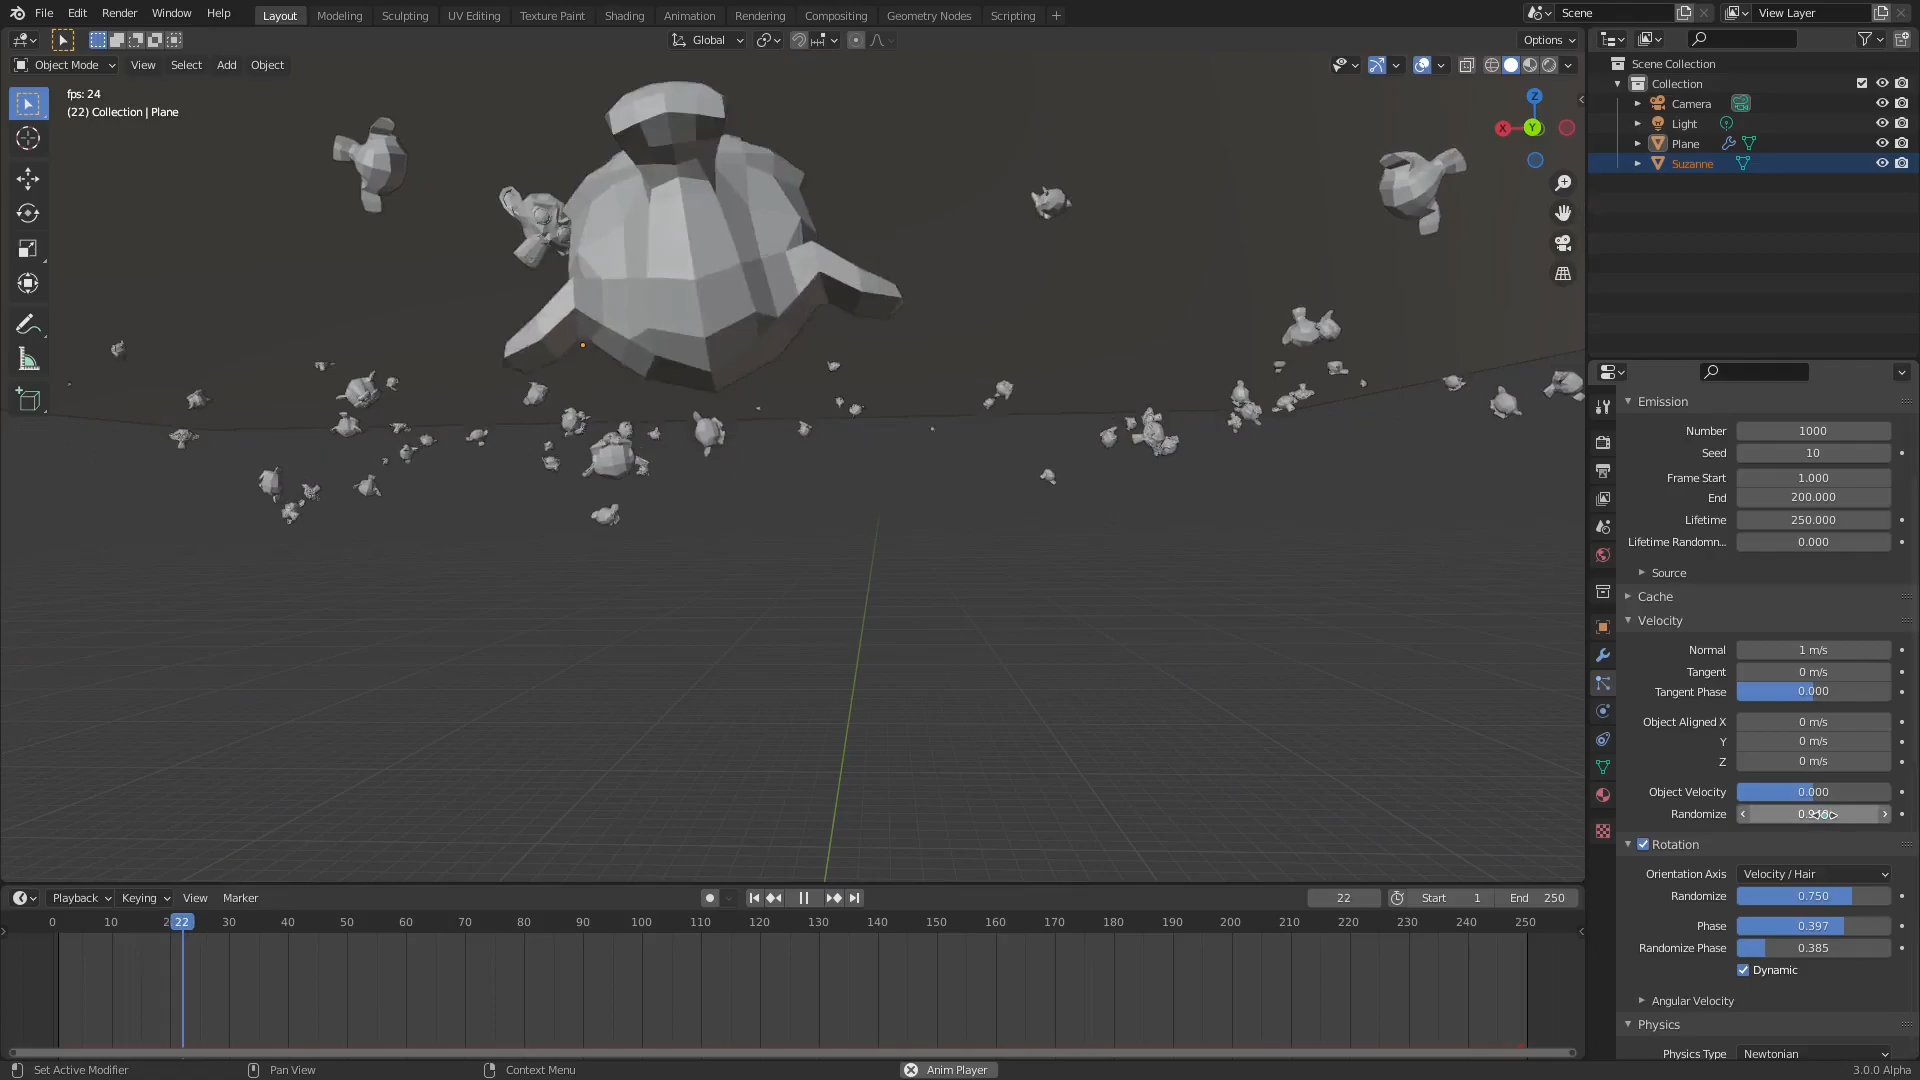 File Edit Render Window Help
Layout Modeling Sculpting UV Editing Texture Paint Shading Animation Rendering Compositing Geometry Nodes Scripting +
Scene
View Layer
Global
Options
Object Mode View Select Add Object
fps: 24
(22) Collection | Plane
Z
X
Y
Scene Collection
Collection
Camera
Light
Plane
Suzanne
Emission
Number 1000
Seed 10
Frame Start 1.000
End 200.000
Lifetime 250.000
Lifetime Randomn... 0.000
Source
Cache
Velocity
Normal 1 m/s
Tangent 0 m/s
Tangent Phase 0.000
Object Aligned X 0 m/s
Y 0 m/s
Z 0 m/s
Object Velocity 0.000
Randomize
Rotation
Orientation Axis Velocity / Hair
Randomize 0.750
Phase 0.397
Randomize Phase 0.385
Dynamic
Angular Velocity
Physics
Physics Type Newtonian
Playback Keying View Marker
22 Start 1 End 250
0 10 22 30 40 50 60 70 80 90 100 110 120 130 140 150 160 170 180 190 200 210 220 230 240 250
Set Active Modifier Pan View Context Menu Anim Player 3.0.0 Alpha